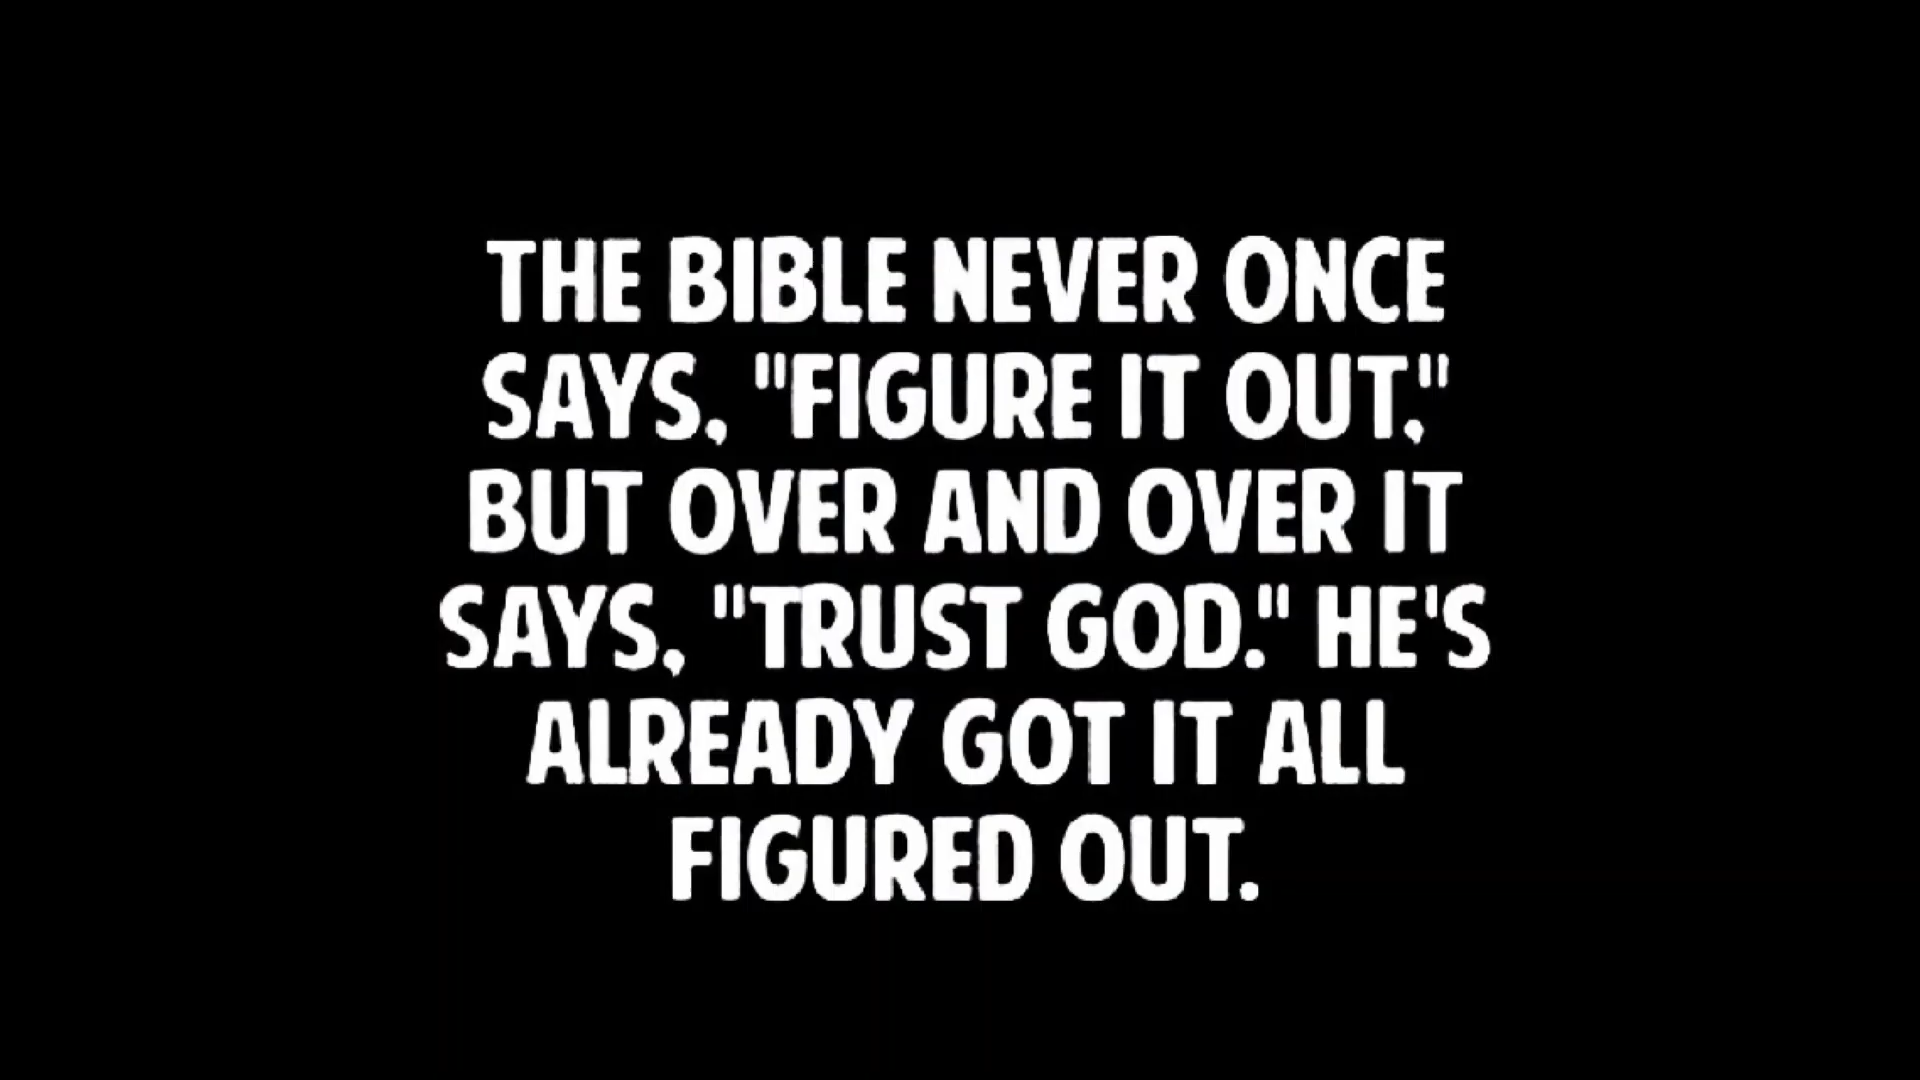 THE BIBLE NEVER ONCE
SAYS, "FIGURE IT OUT,"
BUT OVER AND OVER IT
SAYS, "TRUST GOD." HE'S
ALREADY GOT IT ALL
FIGURED OUT.